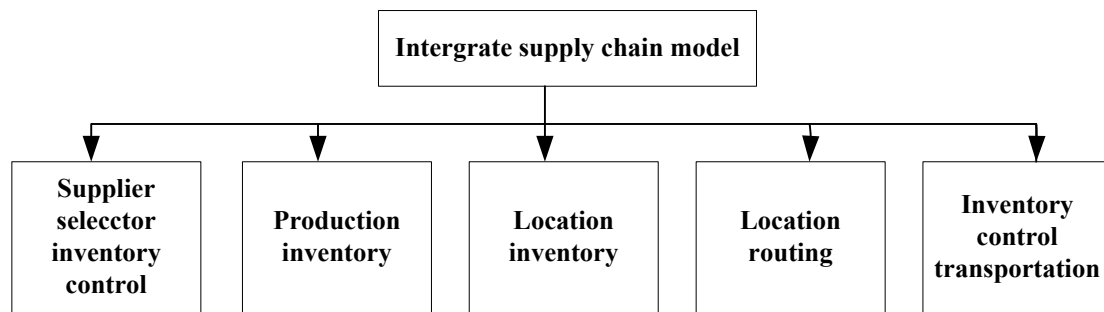 Intergrate supply chain model
Supplier
selecctor
inventory
control
Production
inventory
Location
inventory
Location
routing
Inventory
control
transportation